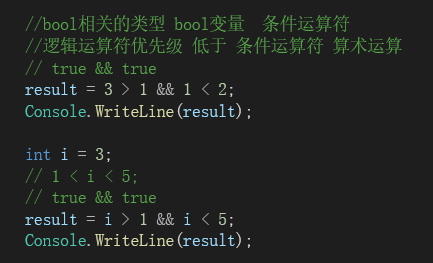 //bool相关的类型 bool变量  条件运算符
//逻辑运算符优先级 低于 条件运算符 算术运算
// true && true
result = 3 > 1 && 1 < 2;
Console.WriteLine(result);
int i = 3;
// 1 < i < 5;
// true && true
result = i > 1 && i < 5;
Console.WriteLine(result);